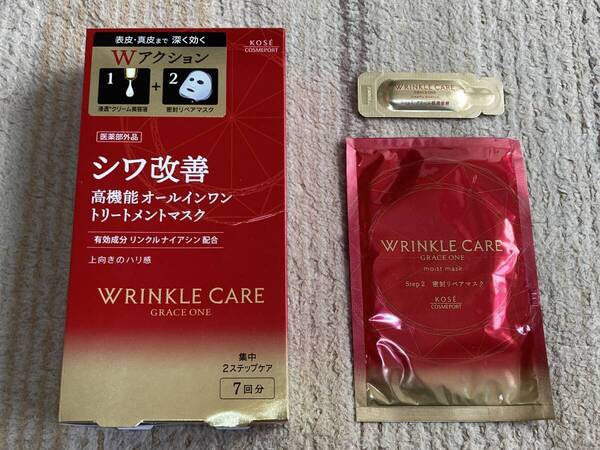 表皮・真皮まで 深く効く
Wアクション
1
浸透*クリーム美容液
+
2
密封リペアマスク
KOSÉ
COSMEPORT
医薬部外品
シワ改善
高機能オールインワン
トリートメントマスク
有効成分 リンクルナイアシン 配合
上向きのハリ感
WRINKLE CARE
GRACE ONE
集中
2ステップケア
7回分
WRINKLE CARE
GRACE ONE
WRINKLE CARE
GRACE ONE
moist mask
Step 2 密封リペアマスク
KOSÉ
COSMEPORT